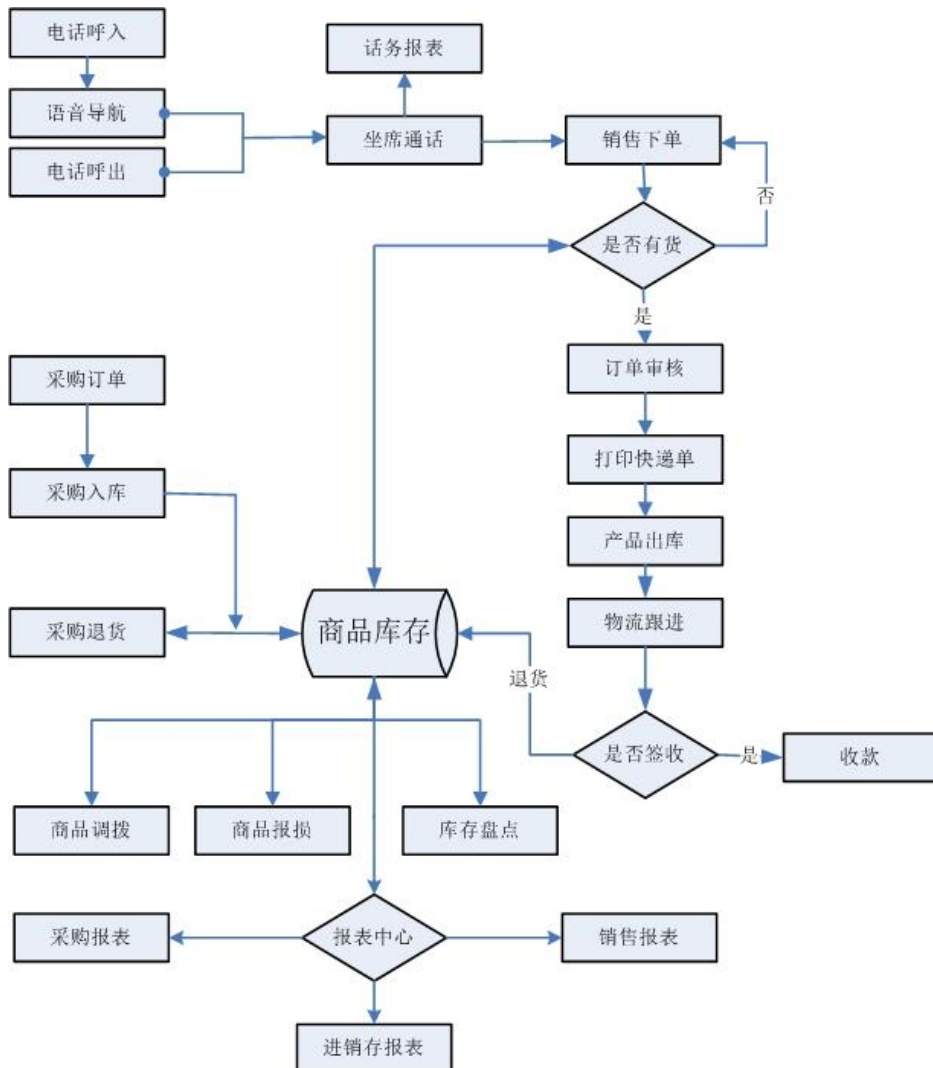 电话呼入
话务报表
语音导航
坐席通话
销售下单
电话呼出
否
是否有货
是
采购订单
订单审核
打印快递单
采购入库
产品出库
采购退货
商品库存
物流跟进
退货
是否签收
是
收款
商品调拨
商品报损
库存盘点
采购报表
报表中心
销售报表
进销存报表